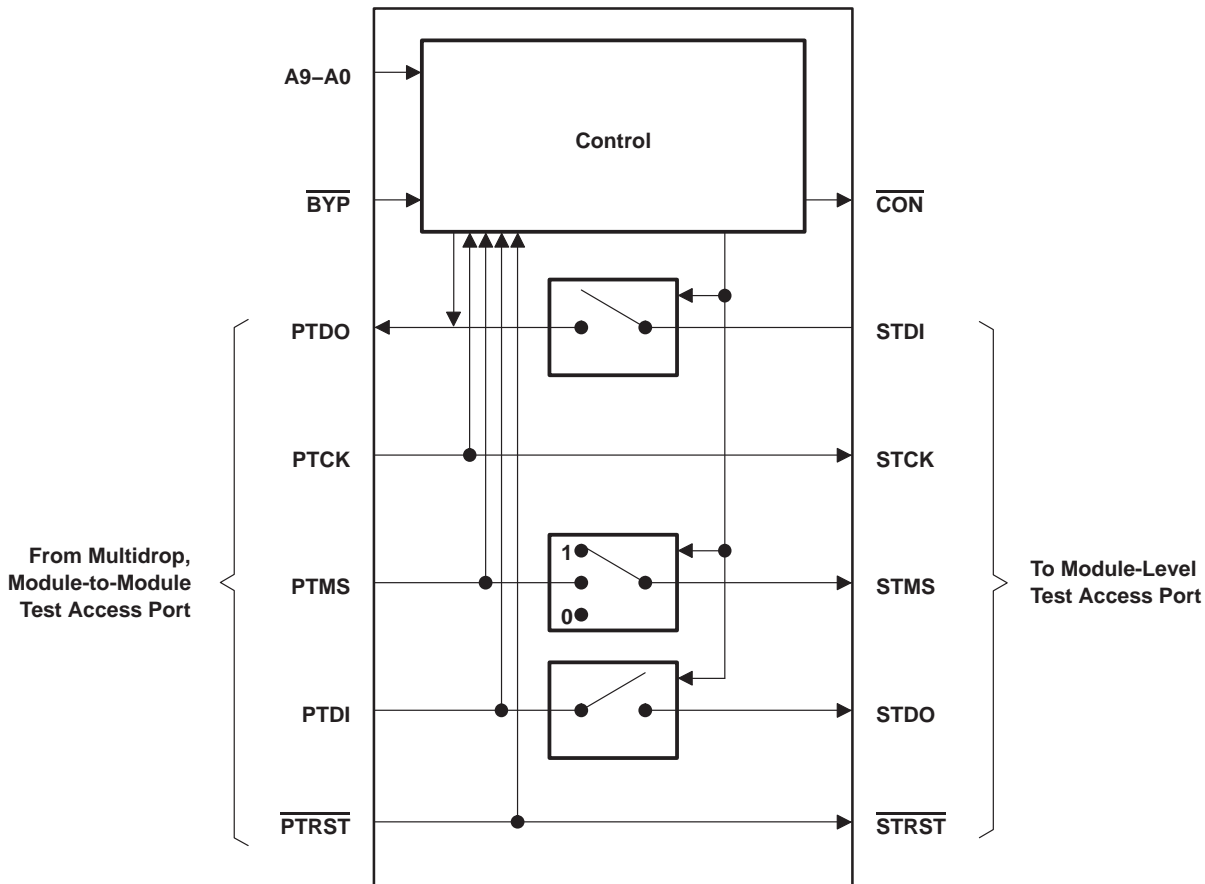 A9–A0
Control
BYP
CON
PTDO
STDI
PTCK
STCK
From Multidrop,
Module-to-Module
Test Access Port
1
PTMS
0
STMS
To Module-Level
Test Access Port
PTDI
STDO
PTRST
STRST